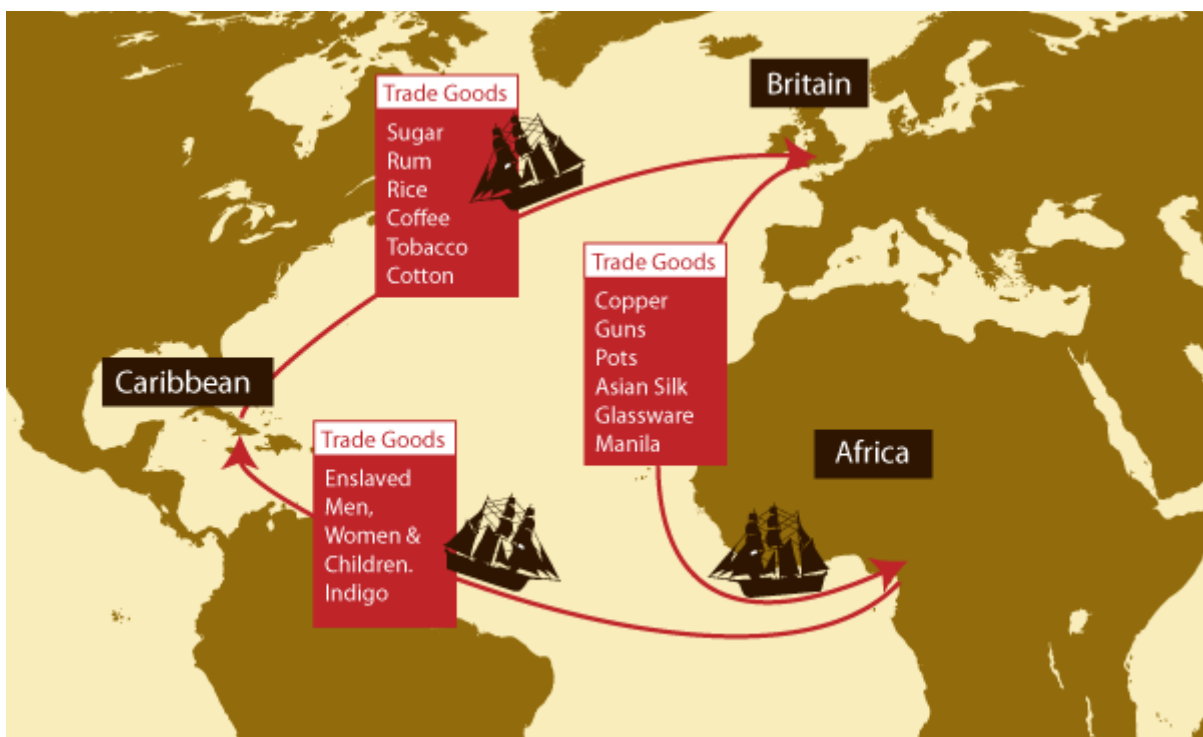 Trade Goods
Sugar
Rum
Rice
Coffee
Tobacco
Cotton
Britain
Trade Goods
Copper
Guns
Pots
Asian Silk
Glassware
Manila
Caribbean
Trade Goods
Enslaved
Men,
Women &
Children.
Indigo
Africa